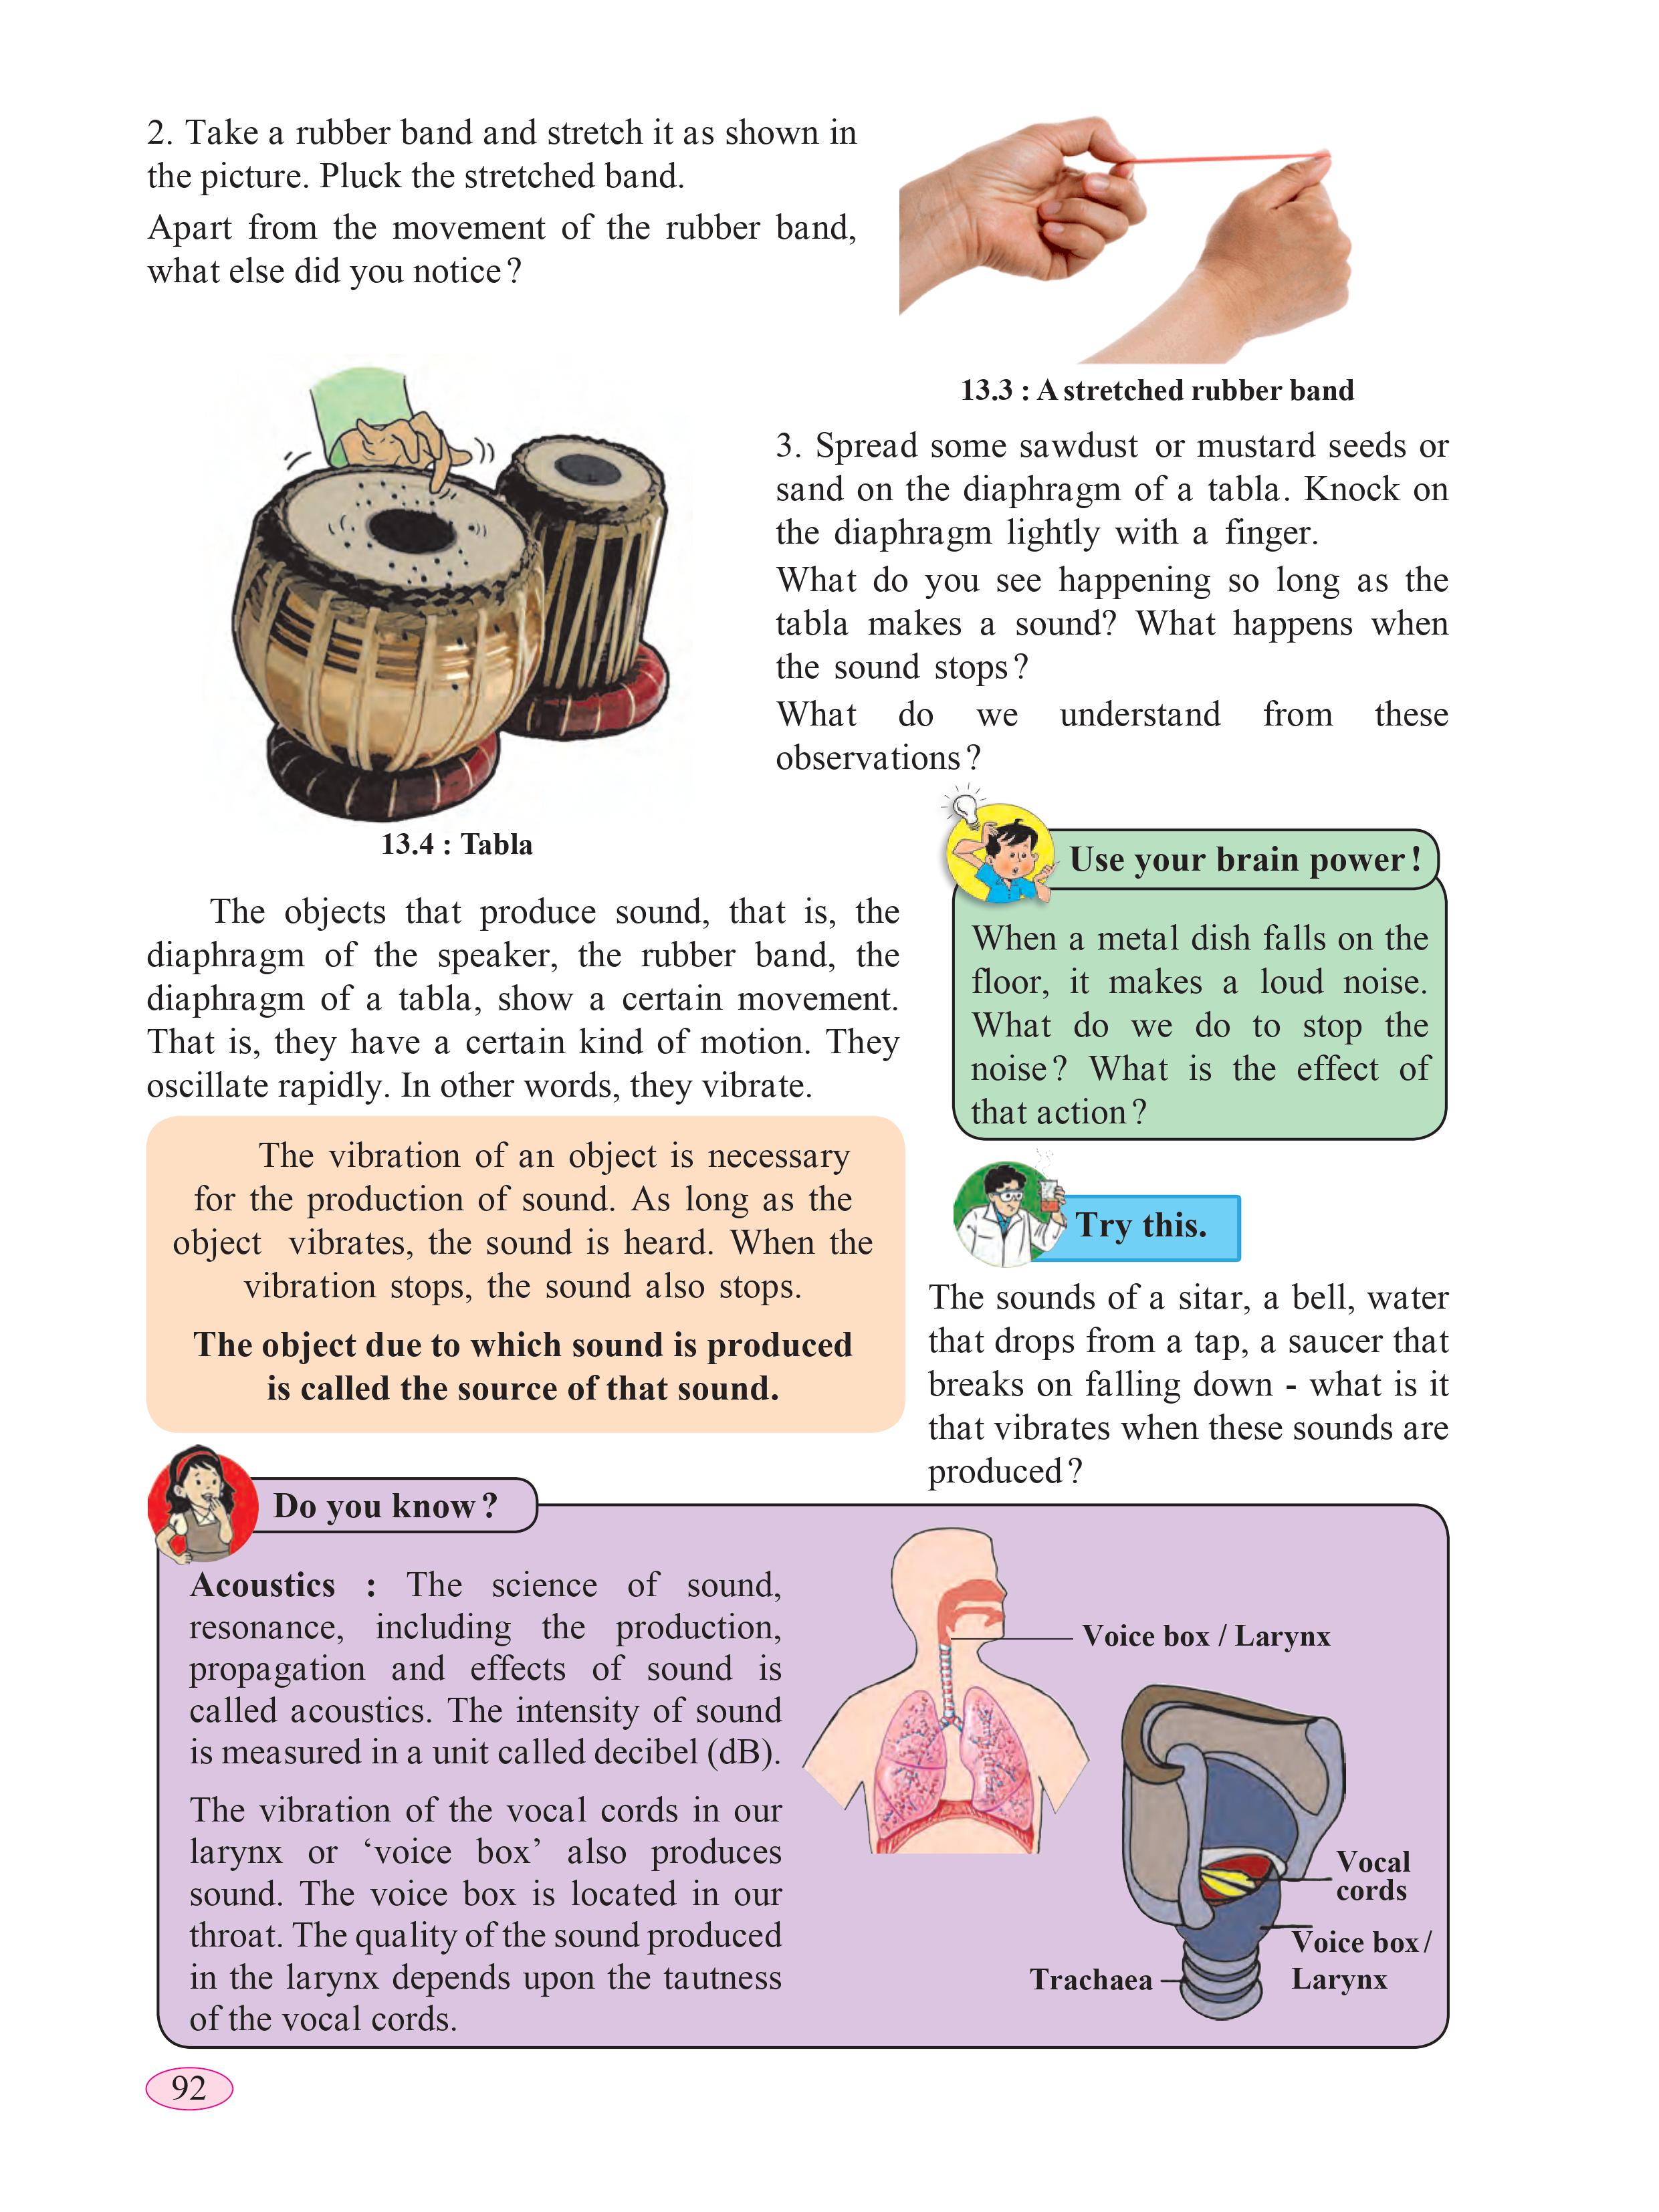 2. Take a rubber band and stretch it as shown in
the picture. Pluck the stretched band.
Apart from the movement of the rubber band,
what else did you notice?
13.3 : A stretched rubber band
3. Spread some sawdust or mustard seeds or
sand on the diaphragm of a tabla. Knock on
the diaphragm lightly with a finger.
What do you see happening so long as the
tabla makes a sound? What happens when
the sound stops?
What do we understand from these
observations?
13.4 : Tabla
The objects that produce sound, that is, the
diaphragm of the speaker, the rubber band, the
diaphragm of a tabla, show a certain movement.
That is, they have a certain kind of motion. They
oscillate rapidly. In other words, they vibrate.
The vibration of an object is necessary
for the production of sound. As long as the
object vibrates, the sound is heard. When the
vibration stops, the sound also stops.
The object due to which sound is produced
is called the source of that sound.
Use your brain power!
When a metal dish falls on the
floor, it makes a loud noise.
What do we do to stop the
noise? What is the effect of
that action?
Try this.
The sounds of a sitar, a bell, water
that drops from a tap, a saucer that
breaks on falling down - what is it
that vibrates when these sounds are
produced?
Do you know?
Acoustics : The science of sound,
resonance, including the production,
propagation and effects of sound is
called acoustics. The intensity of sound
is measured in a unit called decibel (dB).
The vibration of the vocal cords in our
larynx or ‘voice box’ also produces
sound. The voice box is located in our
throat. The quality of the sound produced
in the larynx depends upon the tautness
of the vocal cords.
Voice box / Larynx
Vocal
cords
Voice box/
Larynx
Trachaea
92